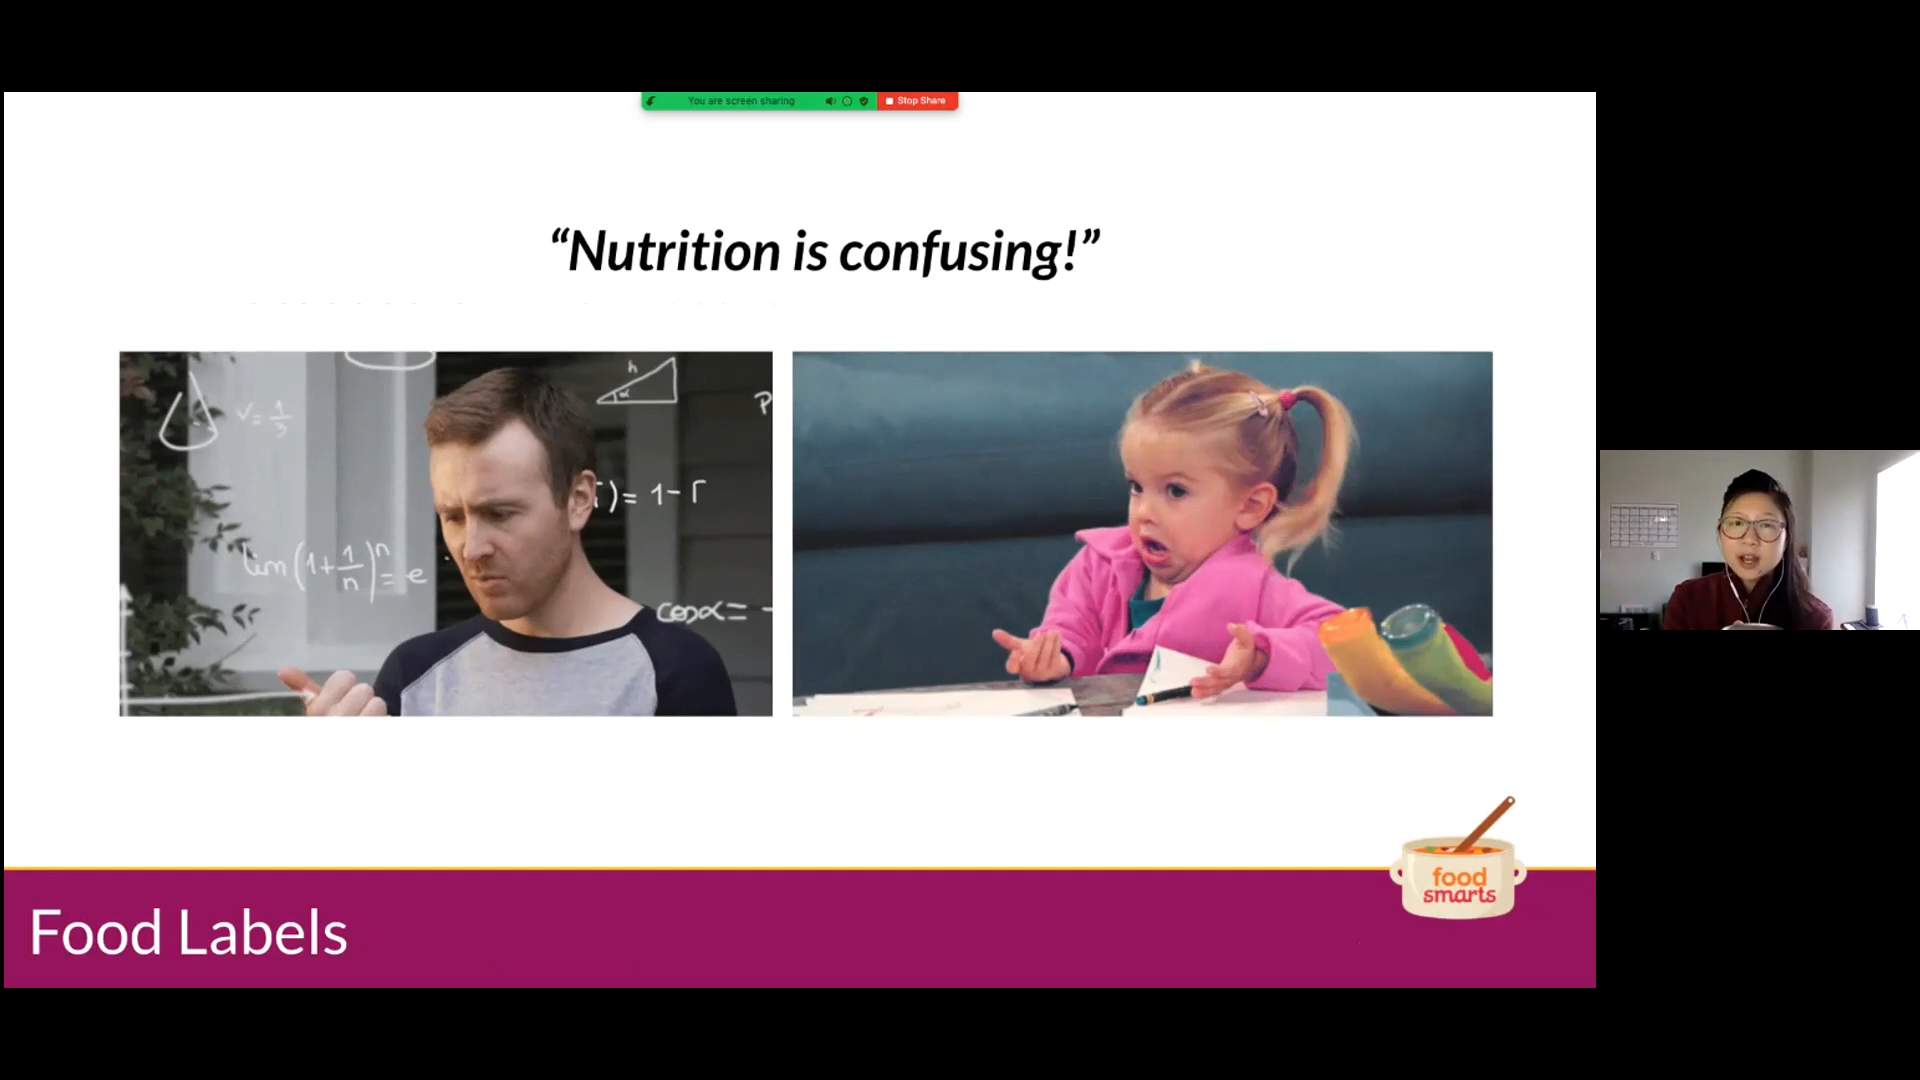 You are screen sharing
Stop Share
“Nutrition is confusing!”
h
α
V= 1/3
P
)= 1-r
lim(1+1/n)ⁿ=e
cosα= -
food
smarts
Food Labels